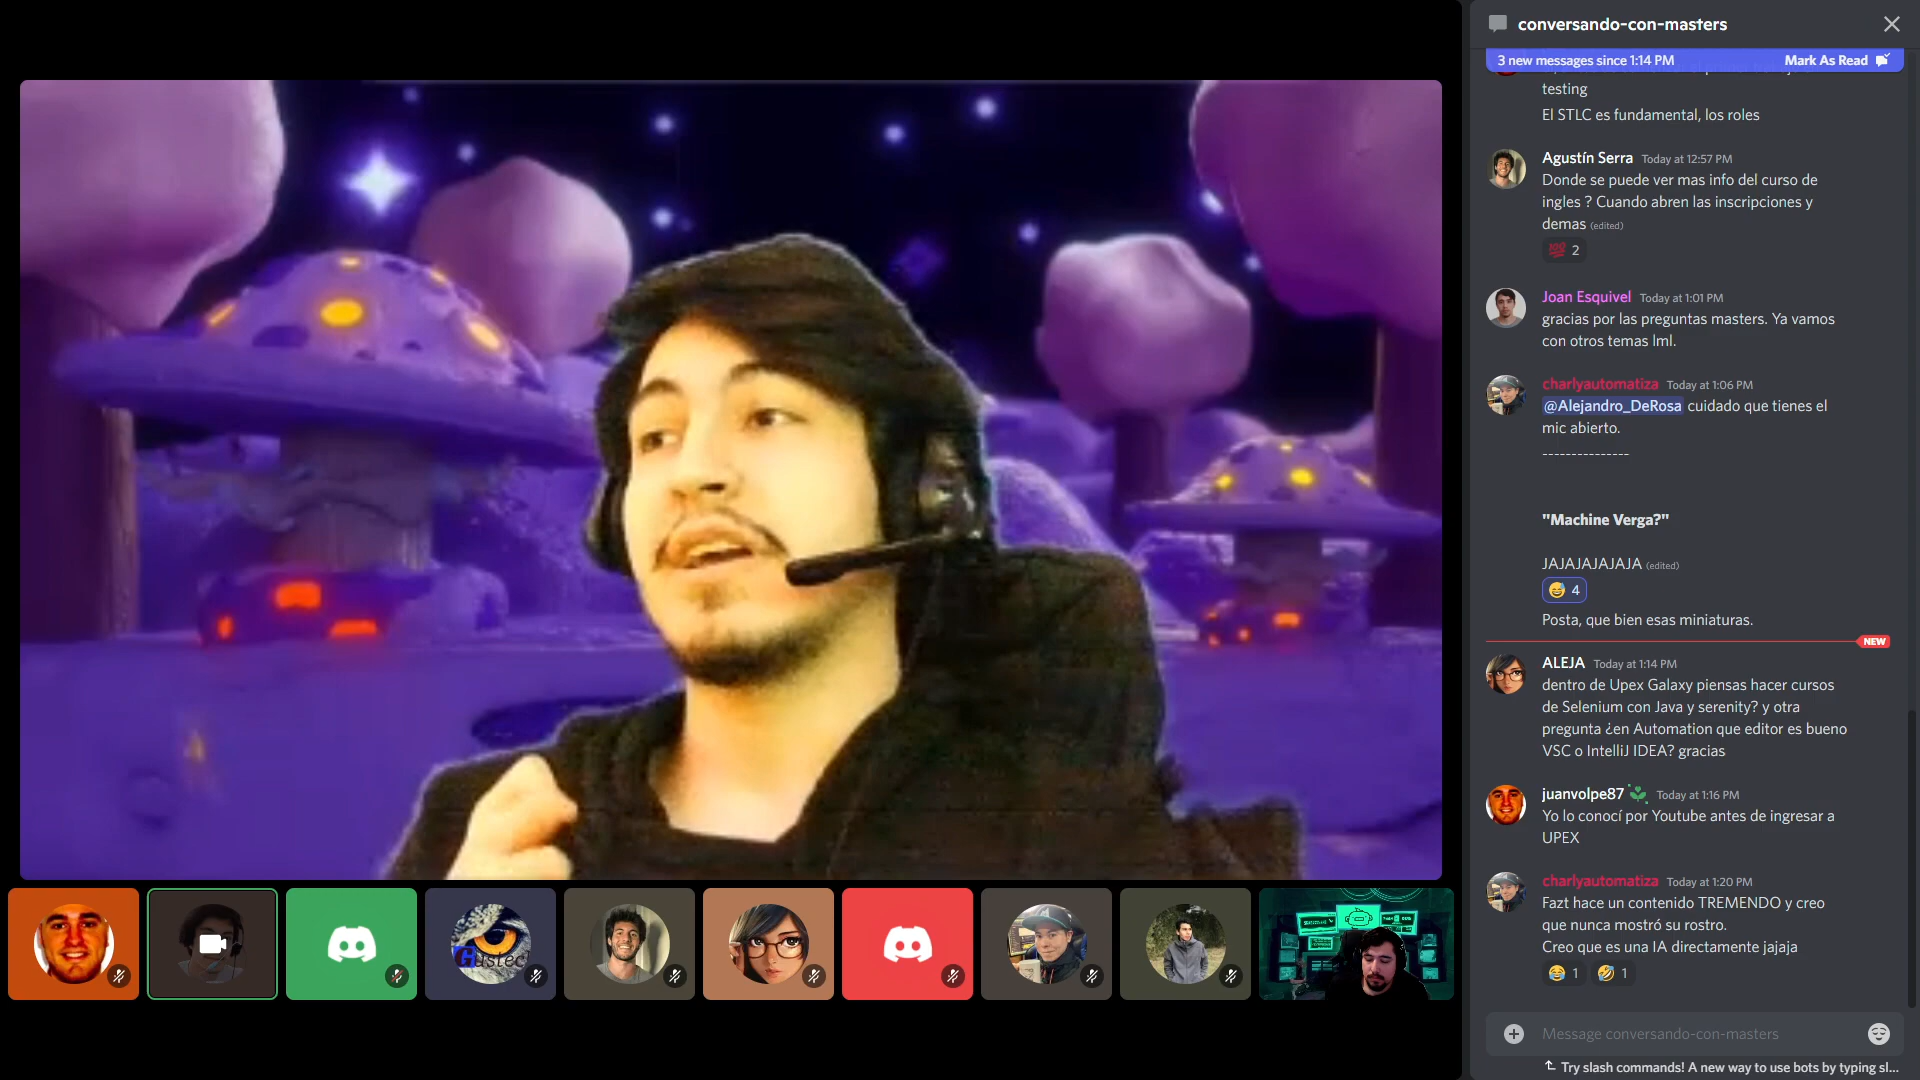 conversando-con-masters
3 new messages since 1:14 PM
Mark As Read
testing
El STLC es fundamental, los roles
Agustín Serra Today at 12:57 PM
Donde se puede ver mas info del curso de
ingles ? Cuando abren las inscripciones y
demas (edited)
2
Joan Esquivel Today at 1:01 PM
gracias por las preguntas masters. Ya vamos
con otros temas lml.
charlyautomatiza Today at 1:06 PM
@Alejandro_DeRosa cuidado que tienes el
mic abierto.
---------------
"Machine Verga?"
JAJAJAJAJAJA (edited)
4
Posta, que bien esas miniaturas.
NEW
ALEJA Today at 1:14 PM
dentro de Upex Galaxy piensas hacer cursos
de Selenium con Java y serenity? y otra
pregunta ¿en Automation que editor es bueno
VSC o IntelliJ IDEA? gracias
juanvolpe87 Today at 1:16 PM
Yo lo conocí por Youtube antes de ingresar a
UPEX
charlyautomatiza Today at 1:20 PM
Fazt hace un contenido TREMENDO y creo
que nunca mostró su rostro.
Creo que es una IA directamente jajaja
1 1
Message conversando-con-masters
Try slash commands! A new way to use bots by typing sl...
Gustec